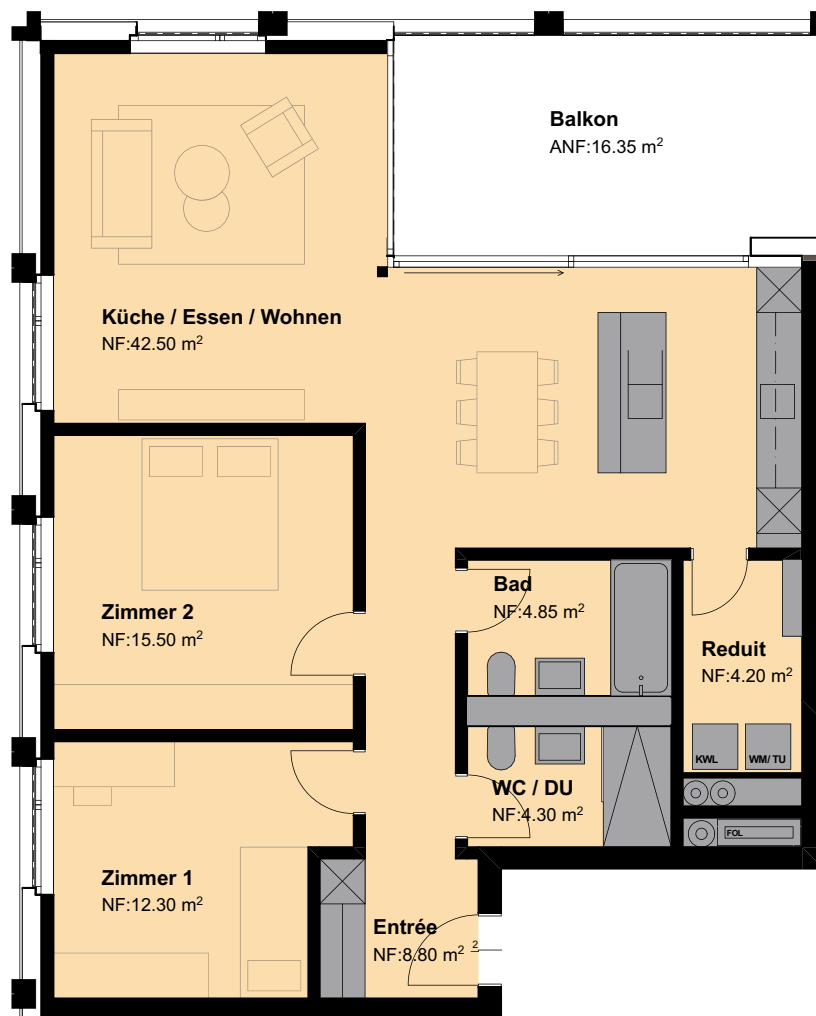 Balkon
ANF:16.35 m²
Küche / Essen / Wohnen
NF:42.50 m²
Zimmer 2
NF:15.50 m²
Bad
NF:4.85 m²
Reduit
NF:4.20 m²
KWL
WM/ TU
WC / DU
NF:4.30 m²
FOL
Zimmer 1
NF:12.30 m²
Entrée
NF:8.80 m² ²